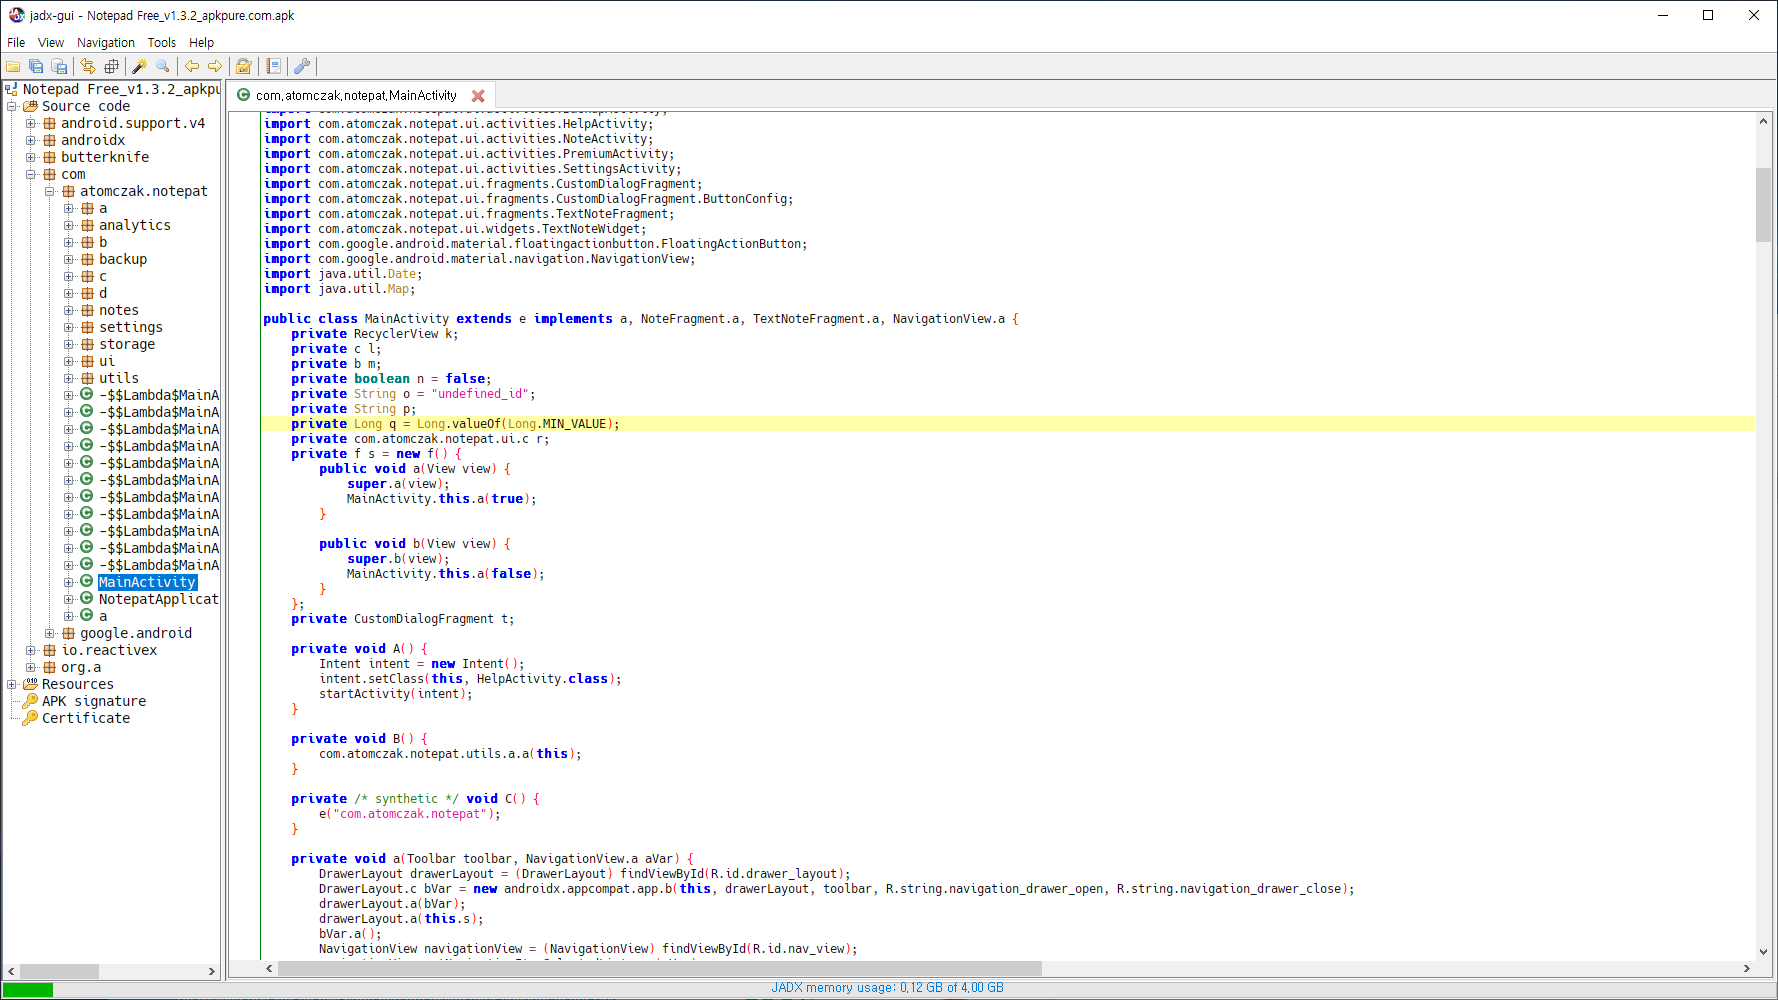 jadx-gui - Notepad Free_v1.3.2_apkpure.com.apk
File View Navigation Tools Help
Notepad Free_v1.3.2_apkpu
Source code
android.support.v4
androidx
butterknife
com
atomczak.notepat
a
analytics
b
backup
c
d
notes
settings
storage
ui
utils
-$$Lambda$MainA
-$$Lambda$MainA
-$$Lambda$MainA
-$$Lambda$MainA
-$$Lambda$MainA
-$$Lambda$MainA
-$$Lambda$MainA
-$$Lambda$MainA
-$$Lambda$MainA
-$$Lambda$MainA
-$$Lambda$MainA
MainActivity
NotepatApplicat
a
google.android
io.reactivex
org.a
Resources
APK signature
Certificate
com.atomczak.notepat.MainActivity
import com.atomczak.notepat.ui.activities.HelpActivity;
import com.atomczak.notepat.ui.activities.NoteActivity;
import com.atomczak.notepat.ui.activities.PremiumActivity;
import com.atomczak.notepat.ui.activities.SettingsActivity;
import com.atomczak.notepat.ui.fragments.CustomDialogFragment;
import com.atomczak.notepat.ui.fragments.CustomDialogFragment.ButtonConfig;
import com.atomczak.notepat.ui.fragments.TextNoteFragment;
import com.atomczak.notepat.ui.widgets.TextNoteWidget;
import com.google.android.material.floatingactionbutton.FloatingActionButton;
import com.google.android.material.navigation.NavigationView;
import java.util.Date;
import java.util.Map;
public class MainActivity extends e implements a, NoteFragment.a, TextNoteFragment.a, NavigationView.a {
private RecyclerView k;
private c l;
private b m;
private boolean n = false;
private String o = "undefined_id";
private String p;
private Long q = Long.valueOf(Long.MIN_VALUE);
private com.atomczak.notepat.ui.c r;
private f s = new f() {
public void a(View view) {
super.a(view);
MainActivity.this.a(true);
}
public void b(View view) {
super.b(view);
MainActivity.this.a(false);
}
};
private CustomDialogFragment t;
private void A() {
Intent intent = new Intent();
intent.setClass(this, HelpActivity.class);
startActivity(intent);
}
private void B() {
com.atomczak.notepat.utils.a.a(this);
}
private /* synthetic */ void C() {
e("com.atomczak.notepat");
}
private void a(Toolbar toolbar, NavigationView.a aVar) {
DrawerLayout drawerLayout = (DrawerLayout) findViewById(R.id.drawer_layout);
DrawerLayout.c bVar = new androidx.appcompat.app.b(this, drawerLayout, toolbar, R.string.navigation_drawer_open, R.string.navigation_drawer_close);
drawerLayout.a(bVar);
drawerLayout.a(this.s);
bVar.a();
NavigationView navigationView = (NavigationView) findViewById(R.id.nav_view);
JADX memory usage: 0,12 GB of 4,00 GB